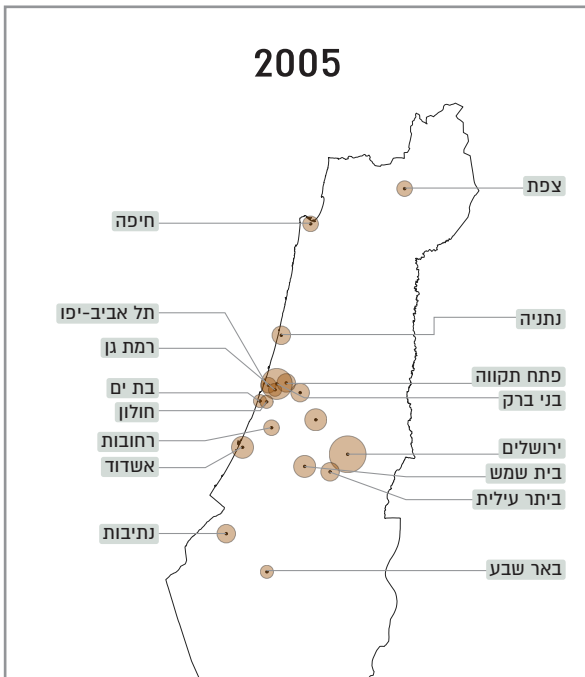 2005
צפת
חיפה
נתניה
תל אביב-יפו
רמת גן
פתח תקווה
בת ים
בני ברק
חולון
רחובות
ירושלים
אשדוד
בית שמש
ביתר עילית
נתיבות
באר שבע